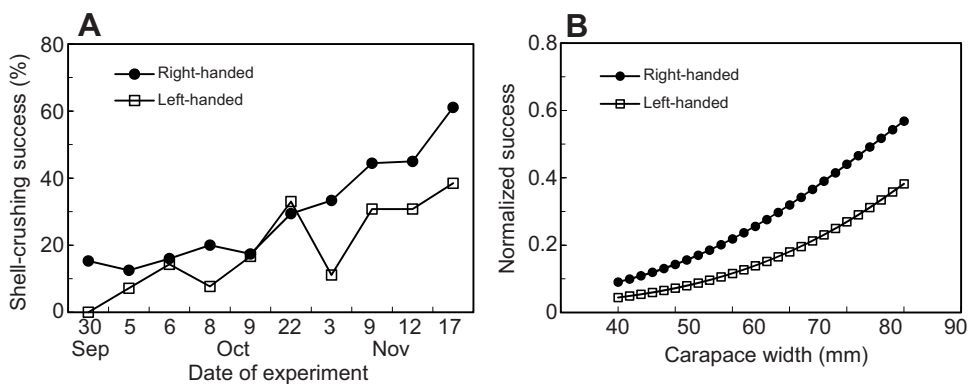 A
Shell-crushing success (%)
80
60
40
20
0
Right-handed
Left-handed
30 5 6 8 9 22 3 9 12 17
Sep Oct Nov
Date of experiment
B
Normalized success
0.8
0.6
0.4
0.2
0
Right-handed
Left-handed
40 50 60 70 80 90
Carapace width (mm)